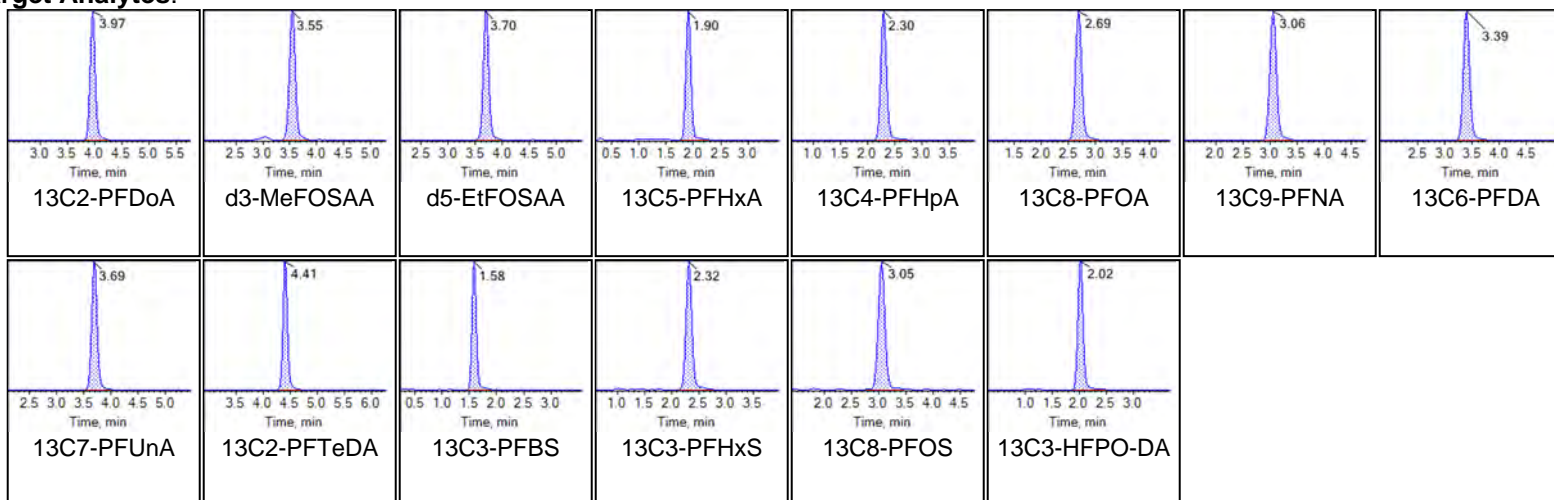 rget Analytes:
3.97 3.55 3.70 1.90 2.30 2.69 3.06 3.39
3.0 3.5 4.0 4.5 5.0 5.5 2.5 3.0 3.5 4.0 4.5 5.0 2.5 3.0 3.5 4.0 4.5 5.0 0.5 1.0 1.5 2.0 2.5 3.0 1.0 1.5 2.0 2.5 3.0 3.5 1.5 2.0 2.5 3.0 3.5 4.0 2.0 2.5 3.0 3.5 4.0 4.5 2.5 3.0 3.5 4.0 4.5
Time, min Time, min Time, min Time, min Time, min Time, min Time, min Time, min
13C2-PFDoA d3-MeFOSAA d5-EtFOSAA 13C5-PFHxA 13C4-PFHpA 13C8-PFOA 13C9-PFNA 13C6-PFDA
3.69 4.41 1.58 2.32 3.05 2.02
2.5 3.0 3.5 4.0 4.5 5.0 3.5 4.0 4.5 5.0 5.5 6.0 0.5 1.0 1.5 2.0 2.5 3.0 1.0 1.5 2.0 2.5 3.0 3.5 2.0 2.5 3.0 3.5 4.0 4.5 1.0 1.5 2.0 2.5 3.0
Time, min Time, min Time, min Time, min Time, min Time, min
13C7-PFUnA 13C2-PFTeDA 13C3-PFBS 13C3-PFHxS 13C8-PFOS 13C3-HFPO-DA